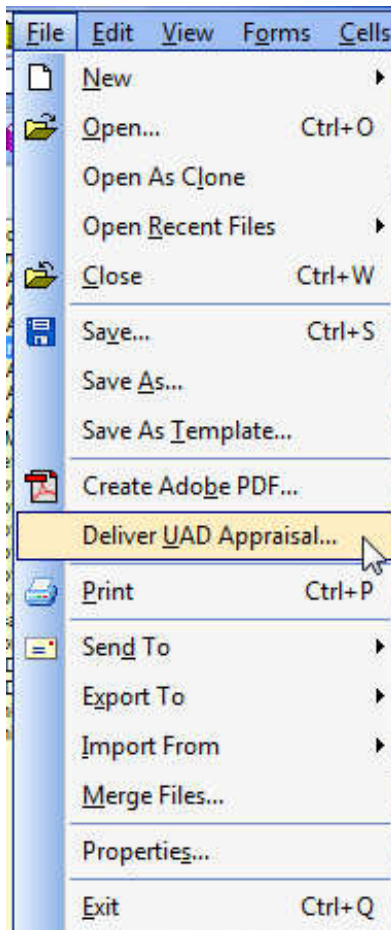 File Edit View Forms Cells
New
Open... Ctrl+O
Open As Clone
Open Recent Files
Close Ctrl+W
Save... Ctrl+S
Save As...
Save As Template...
Create Adobe PDF...
Deliver UAD Appraisal...
Print Ctrl+P
Send To
Export To
Import From
Merge Files...
Properties...
Exit Ctrl+Q